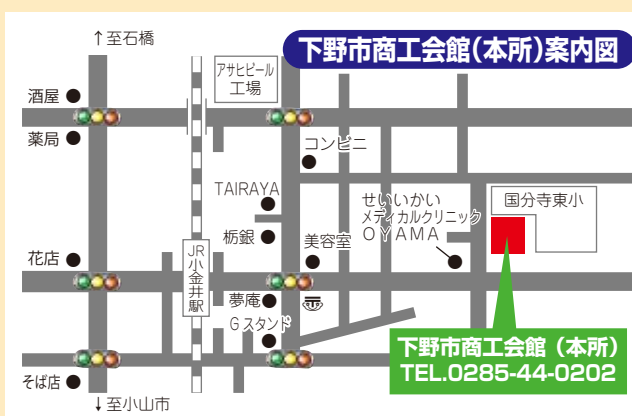 下野市商工会館(本所)案内図
↑至石橋
アサヒビール
工場
酒屋
薬局
コンビニ
TAIRAYA
せいいかい
メディカルクリニック
OYAMA
国分寺東小
栃銀
美容室
花店
JR小金井駅
夢庵
Gスタンド
下野市商工会館(本所)
TEL.0285-44-0202
そば店
↓至小山市